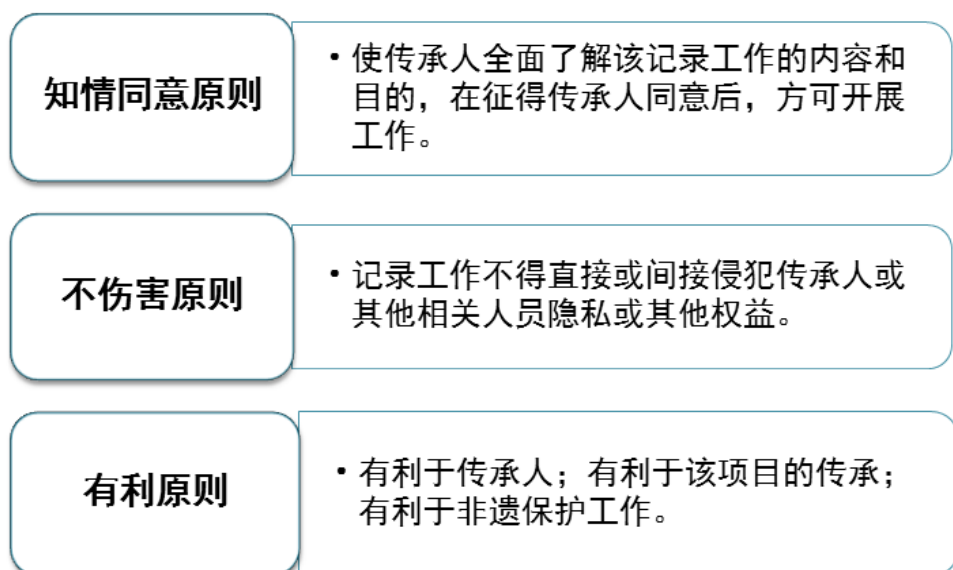 知情同意原则
• 使传承人全面了解该记录工作的内容和
目的，在征得传承人同意后，方可开展
工作。
不伤害原则
• 记录工作不得直接或间接侵犯传承人或
其他相关人员隐私或其他权益。
有利原则
• 有利于传承人；有利于该项目的传承；
有利于非遗保护工作。